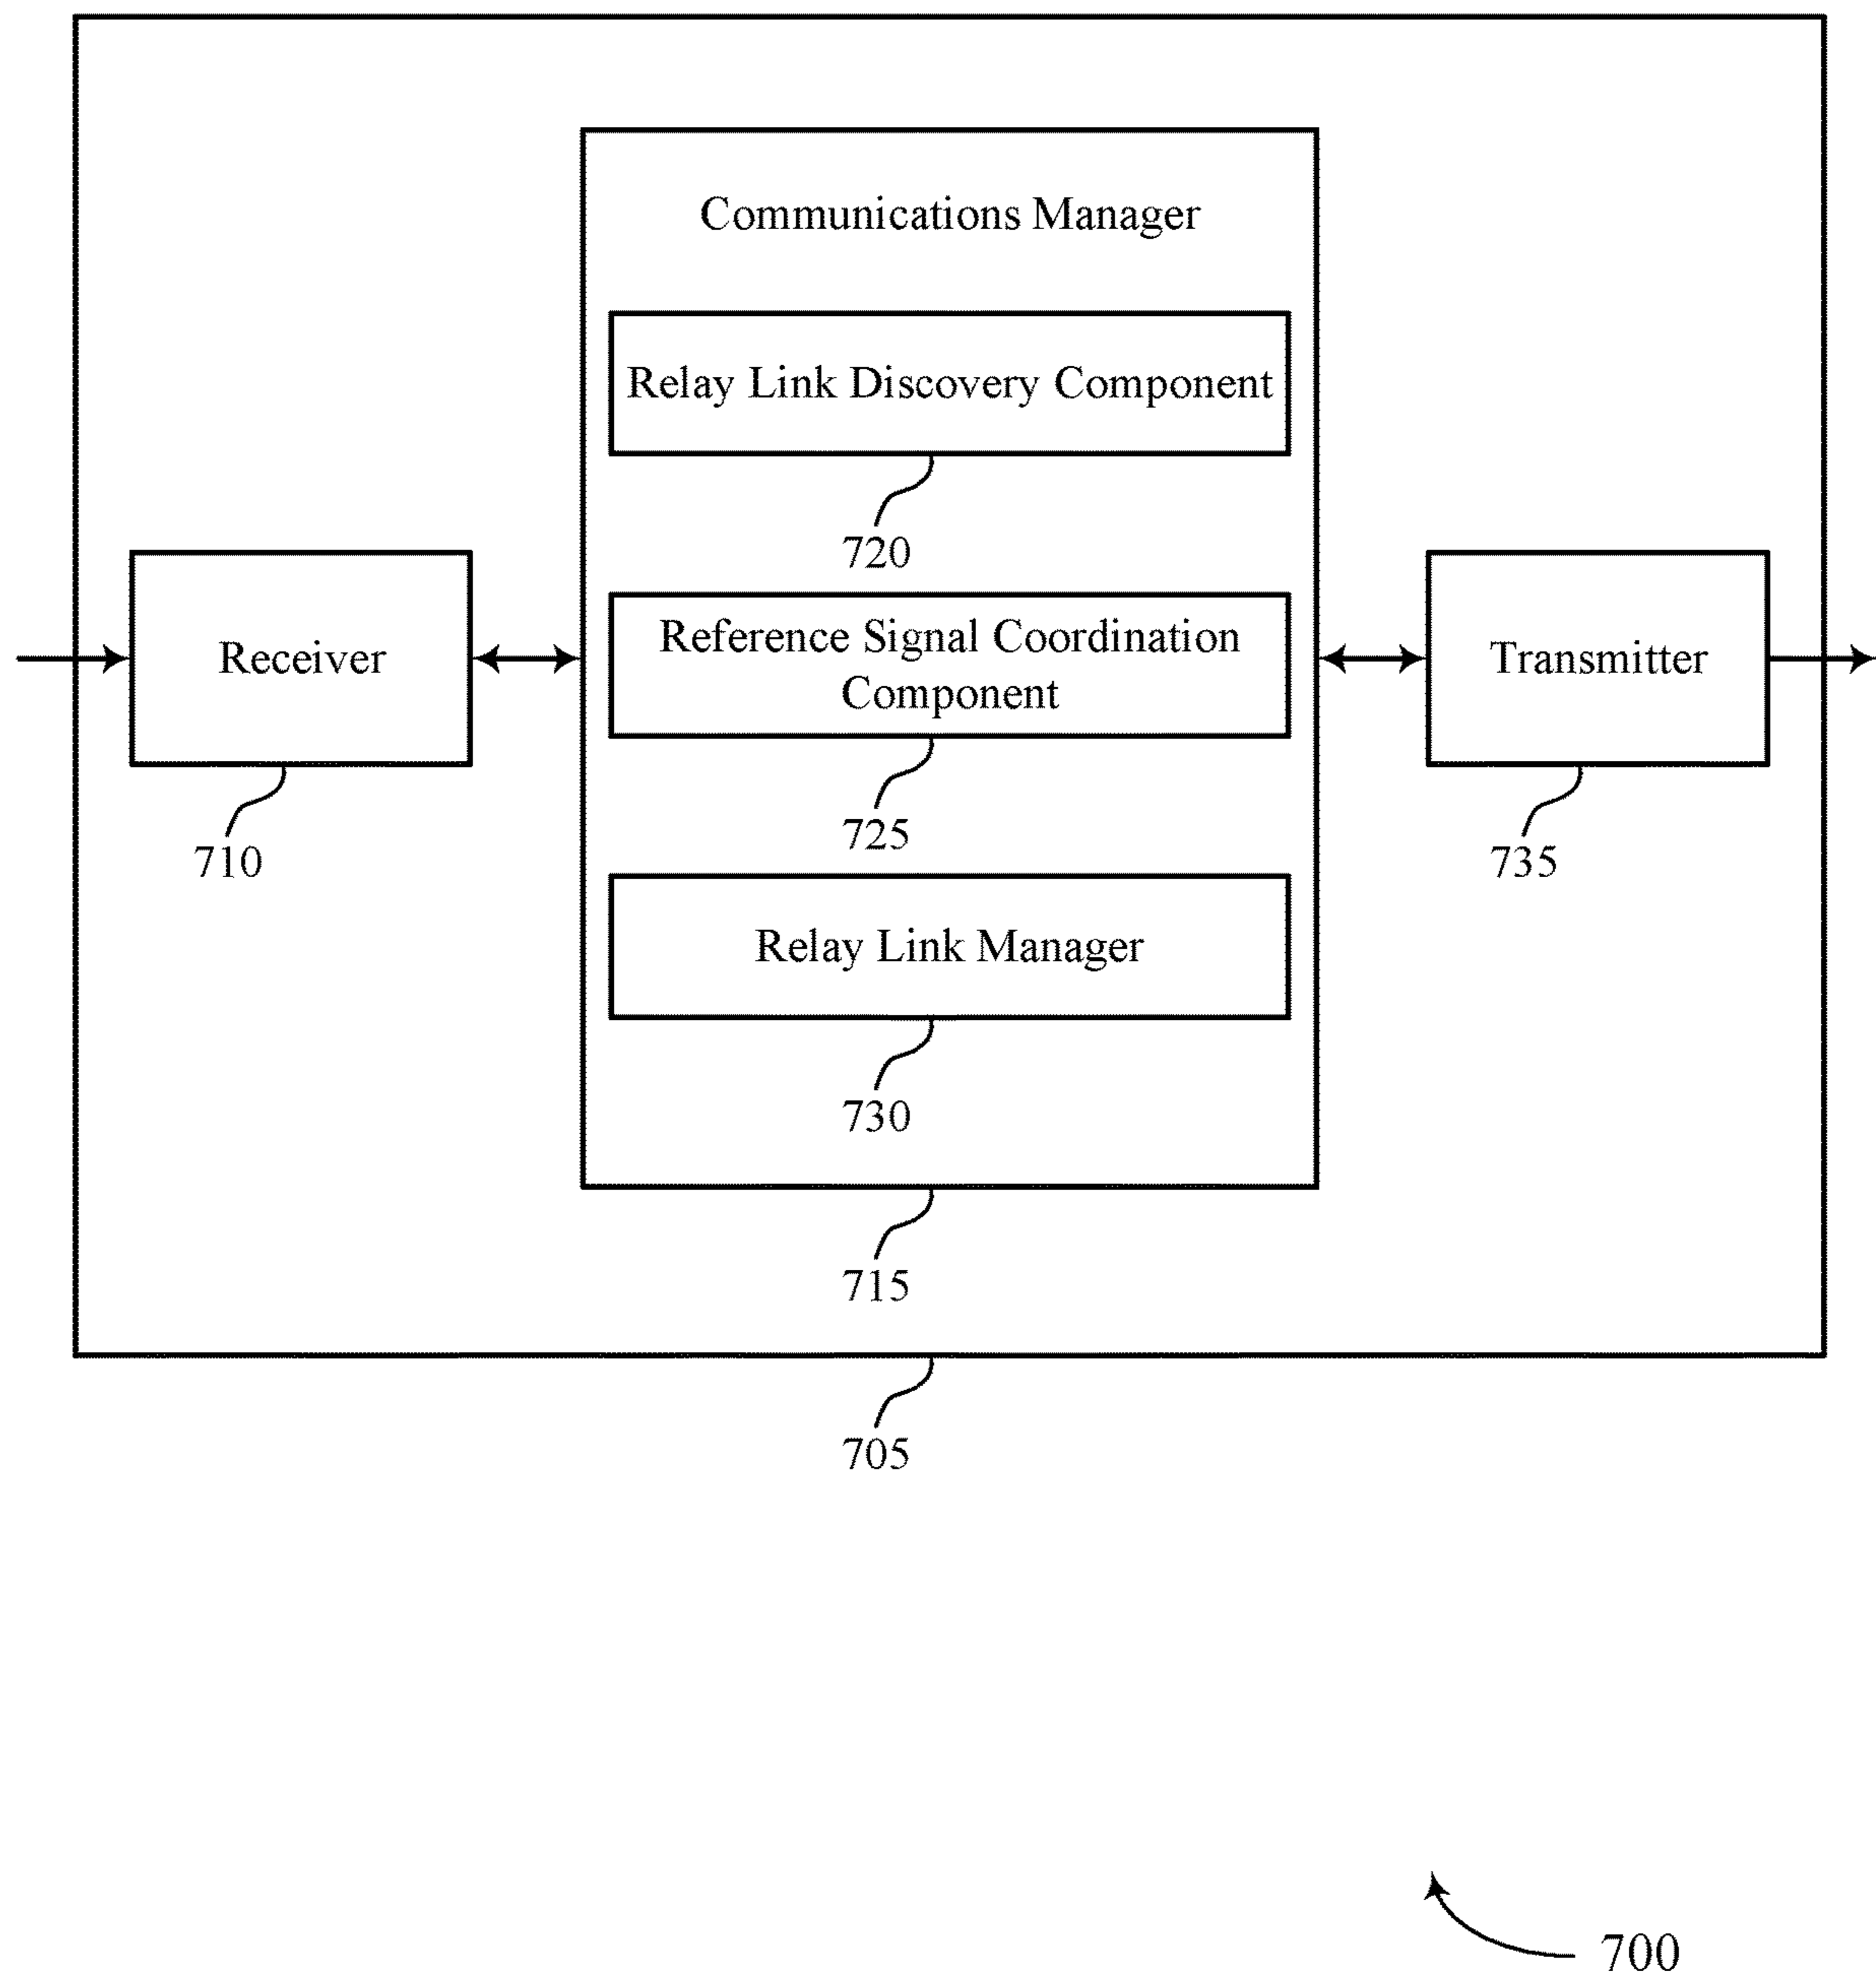 Communications Manager
Relay Link Discovery Component
720
Receiver
710
Reference Signal Coordination
Component
725
Transmitter
735
Relay Link Manager
730
715
705
700